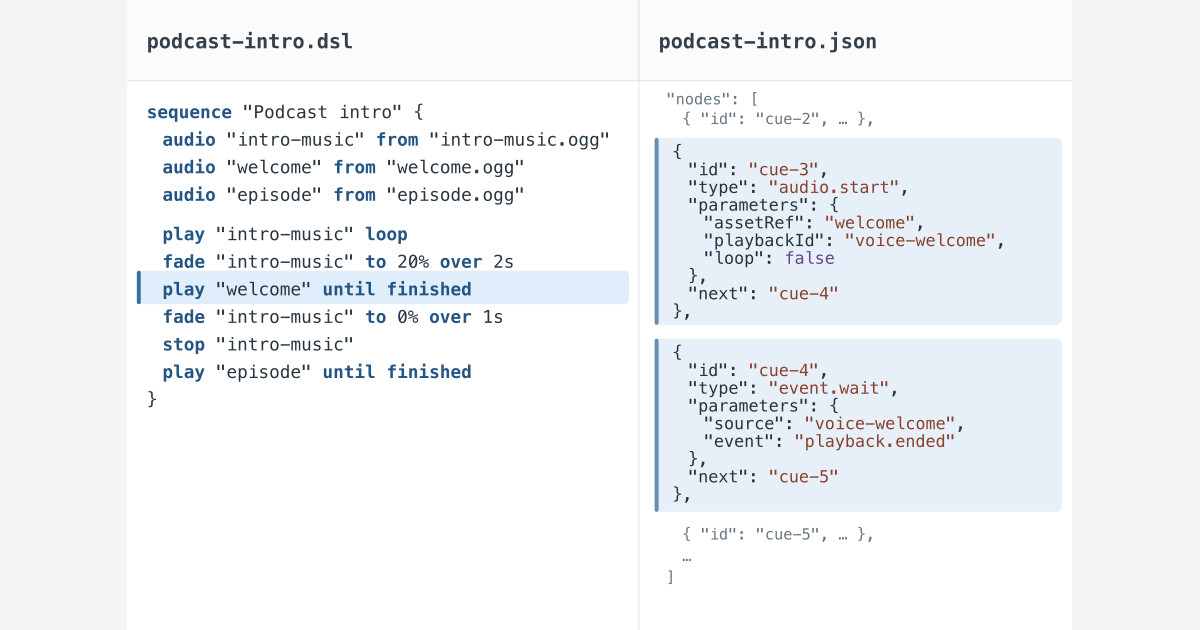 podcast-intro.dsl
sequence "Podcast intro" {
audio "intro-music" from "intro-music.ogg"
audio "welcome" from "welcome.ogg"
audio "episode" from "episode.ogg"
play "intro-music" loop
fade "intro-music" to 20% over 2s
play "welcome" until finished
fade "intro-music" to 0% over 1s
stop "intro-music"
play "episode" until finished
}
podcast-intro.json
"nodes": [
{ "id": "cue-2", … },
{
"id": "cue-3",
"type": "audio.start",
"parameters": {
"assetRef": "welcome",
"playbackId": "voice-welcome",
"loop": false
},
"next": "cue-4"
},
{
"id": "cue-4",
"type": "event.wait",
"parameters": {
"source": "voice-welcome",
"event": "playback.ended"
},
"next": "cue-5"
},
{ "id": "cue-5", … },
…
]